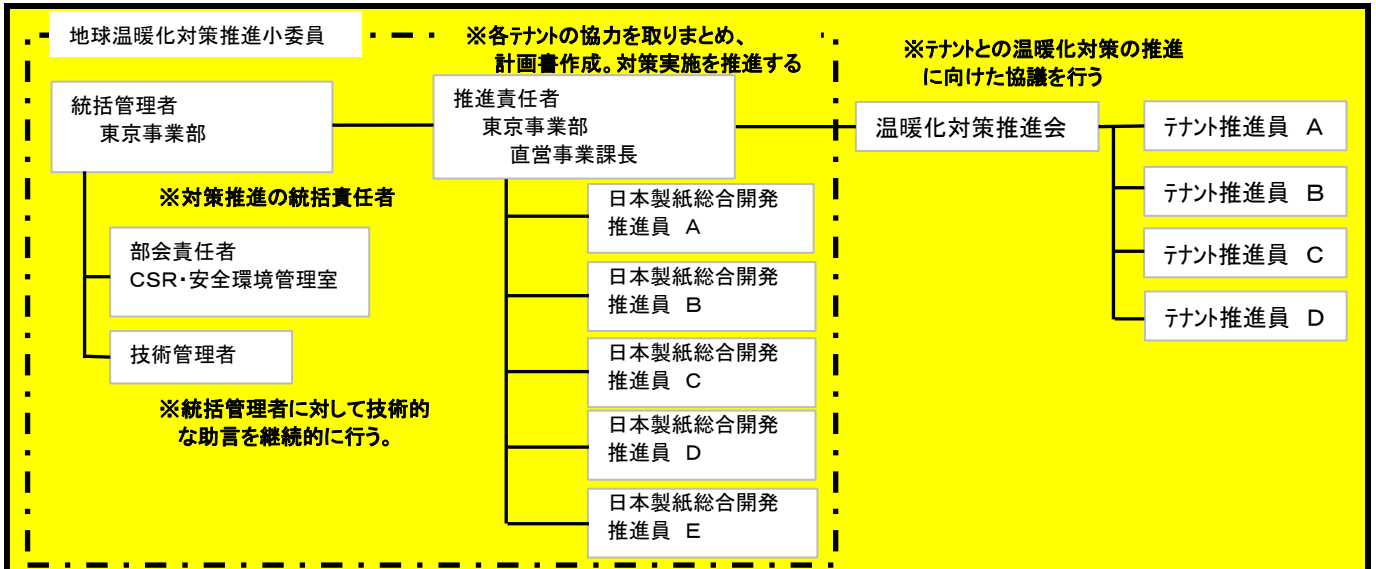 地球温暖化対策推進小委員
統括管理者
東京事業部
※対策推進の統括責任者
部会責任者
CSR・安全環境管理室
技術管理者
※統括管理者に対して技術的
な助言を継続的に行う。
※各テナントの協力を取りまとめ、
計画書作成。対策実施を推進する
推進責任者
東京事業部
直営事業課長
日本製紙総合開発
推進員 A
日本製紙総合開発
推進員 B
日本製紙総合開発
推進員 C
日本製紙総合開発
推進員 D
日本製紙総合開発
推進員 E
※テナントとの温暖化対策の推進
に向けた協議を行う
温暖化対策推進会
テナント推進員 A
テナント推進員 B
テナント推進員 C
テナント推進員 D